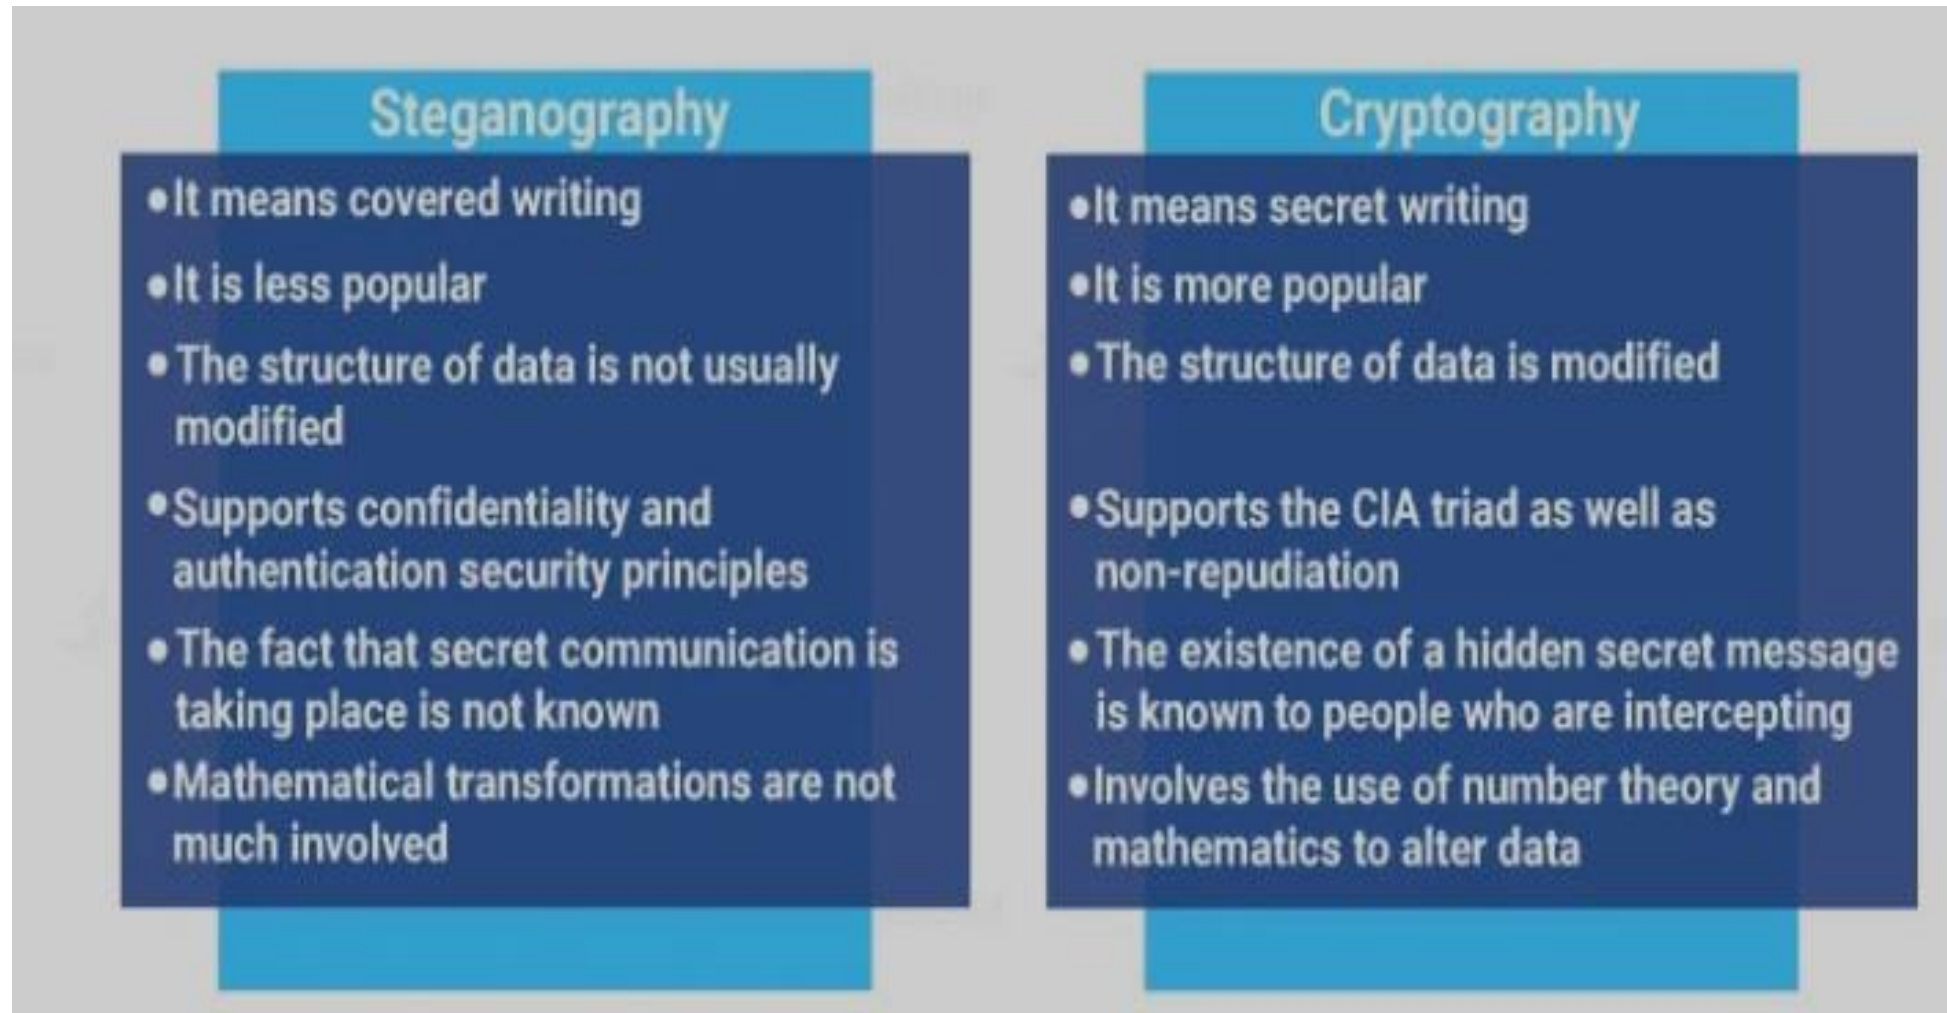 Steganography
•It means covered writing
•It is less popular
•The structure of data is not usually
modified
•Supports confidentiality and
authentication security principles
•The fact that secret communication is
taking place is not known
•Mathematical transformations are not
much involved
Cryptography
•It means secret writing
•It is more popular
•The structure of data is modified
•Supports the CIA triad as well as
non-repudiation
•The existence of a hidden secret message
is known to people who are intercepting
•Involves the use of number theory and
mathematics to alter data